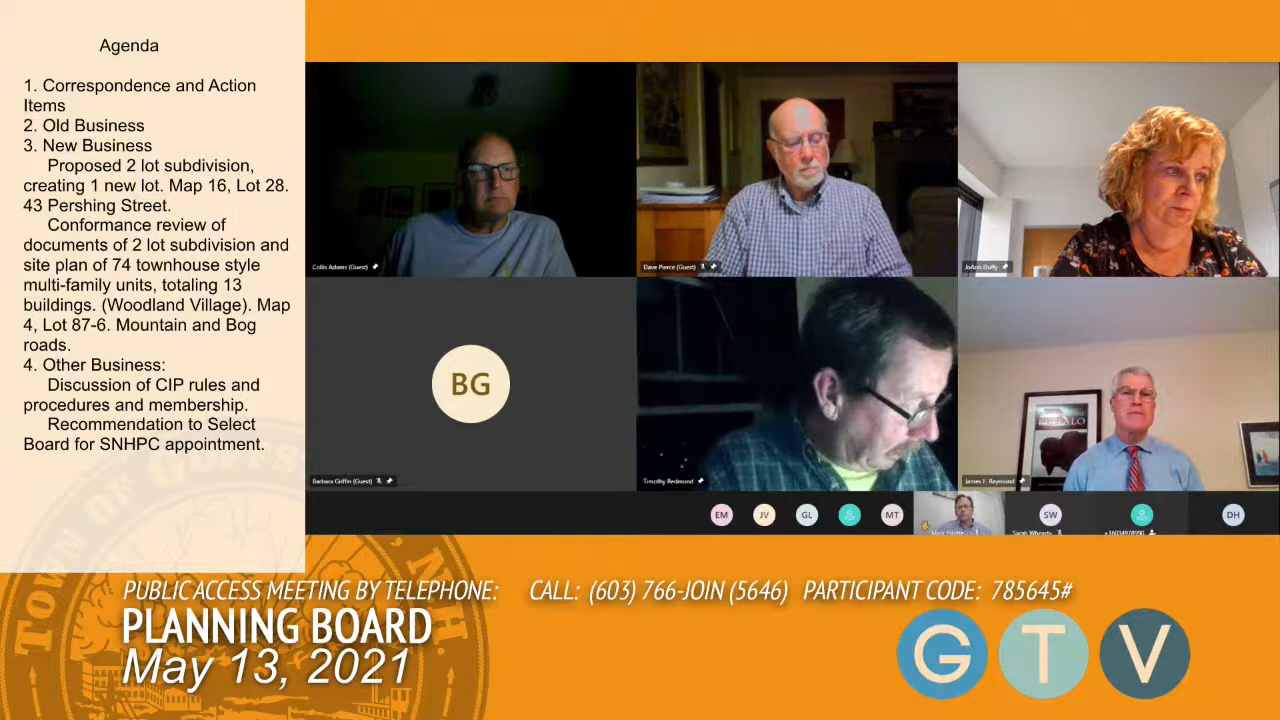 Agenda
1. Correspondence and Action
Items
2. Old Business
3. New Business
Proposed 2 lot subdivision,
creating 1 new lot. Map 16, Lot 28.
43 Pershing Street.
Conformance review of
documents of 2 lot subdivision and
site plan of 74 townhouse style
multi-family units, totaling 13
buildings. (Woodland Village). Map
4, Lot 87-6. Mountain and Bog
roads.
4. Other Business:
Discussion of CIP rules and
procedures and membership.
Recommendation to Select
Board for SNHPC appointment.
Collis Adams (Guest)
Dave Pierce (Guest)
JoAnn Duffy
BG
Barbara Griffin (Guest)
Timothy Redmond
BUFFALO
James F. Raymond
EM
JV
GL
MT
SW
DH
Sarah Wheary
PUBLIC ACCESS MEETING BY TELEPHONE: CALL: (603) 766-JOIN (5646) PARTICIPANT CODE: 785645#
PLANNING BOARD
May 13, 2021
G T V